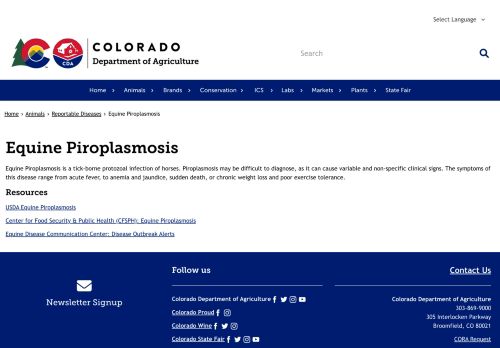 Select Language
COLORADO
Department of Agriculture
CO
CDA
Search
Home
Animals
Brands
Conservation
ICS
Labs
Markets
Plants
State Fair
Home › Animals › Reportable Diseases › Equine Piroplasmosis
Equine Piroplasmosis
Equine Piroplasmosis is a tick-borne protozoal infection of horses. Piroplasmosis may be difficult to diagnose, as it can cause variable and non-specific clinical signs. The symptoms of
this disease range from acute fever, to anemia and jaundice, sudden death, or chronic weight loss and poor exercise tolerance.
Resources
USDA Equine Piroplasmosis
Center for Food Security & Public Health (CFSPH): Equine Piroplasmosis
Equine Disease Communication Center: Disease Outbreak Alerts
Newsletter Signup
Follow us
Colorado Department of Agriculture
Colorado Proud
Colorado Wine
Colorado State Fair
Contact Us
Colorado Department of Agriculture
303-869-9000
305 Interlocken Parkway
Broomfield, CO 80021
CORA Request